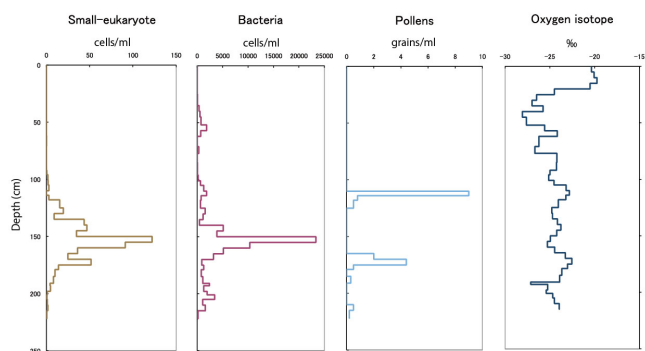 Small-eukaryote
Bacteria
Pollens
Oxygen isotope
cells/ml
cells/ml
grains/ml
‰
0 50 100 150
0 5000 10000 15000 20000 25000
0 2 4 6 8 10
−30 −25 −20 −15
0
50
100
150
200
250
Depth (cm)